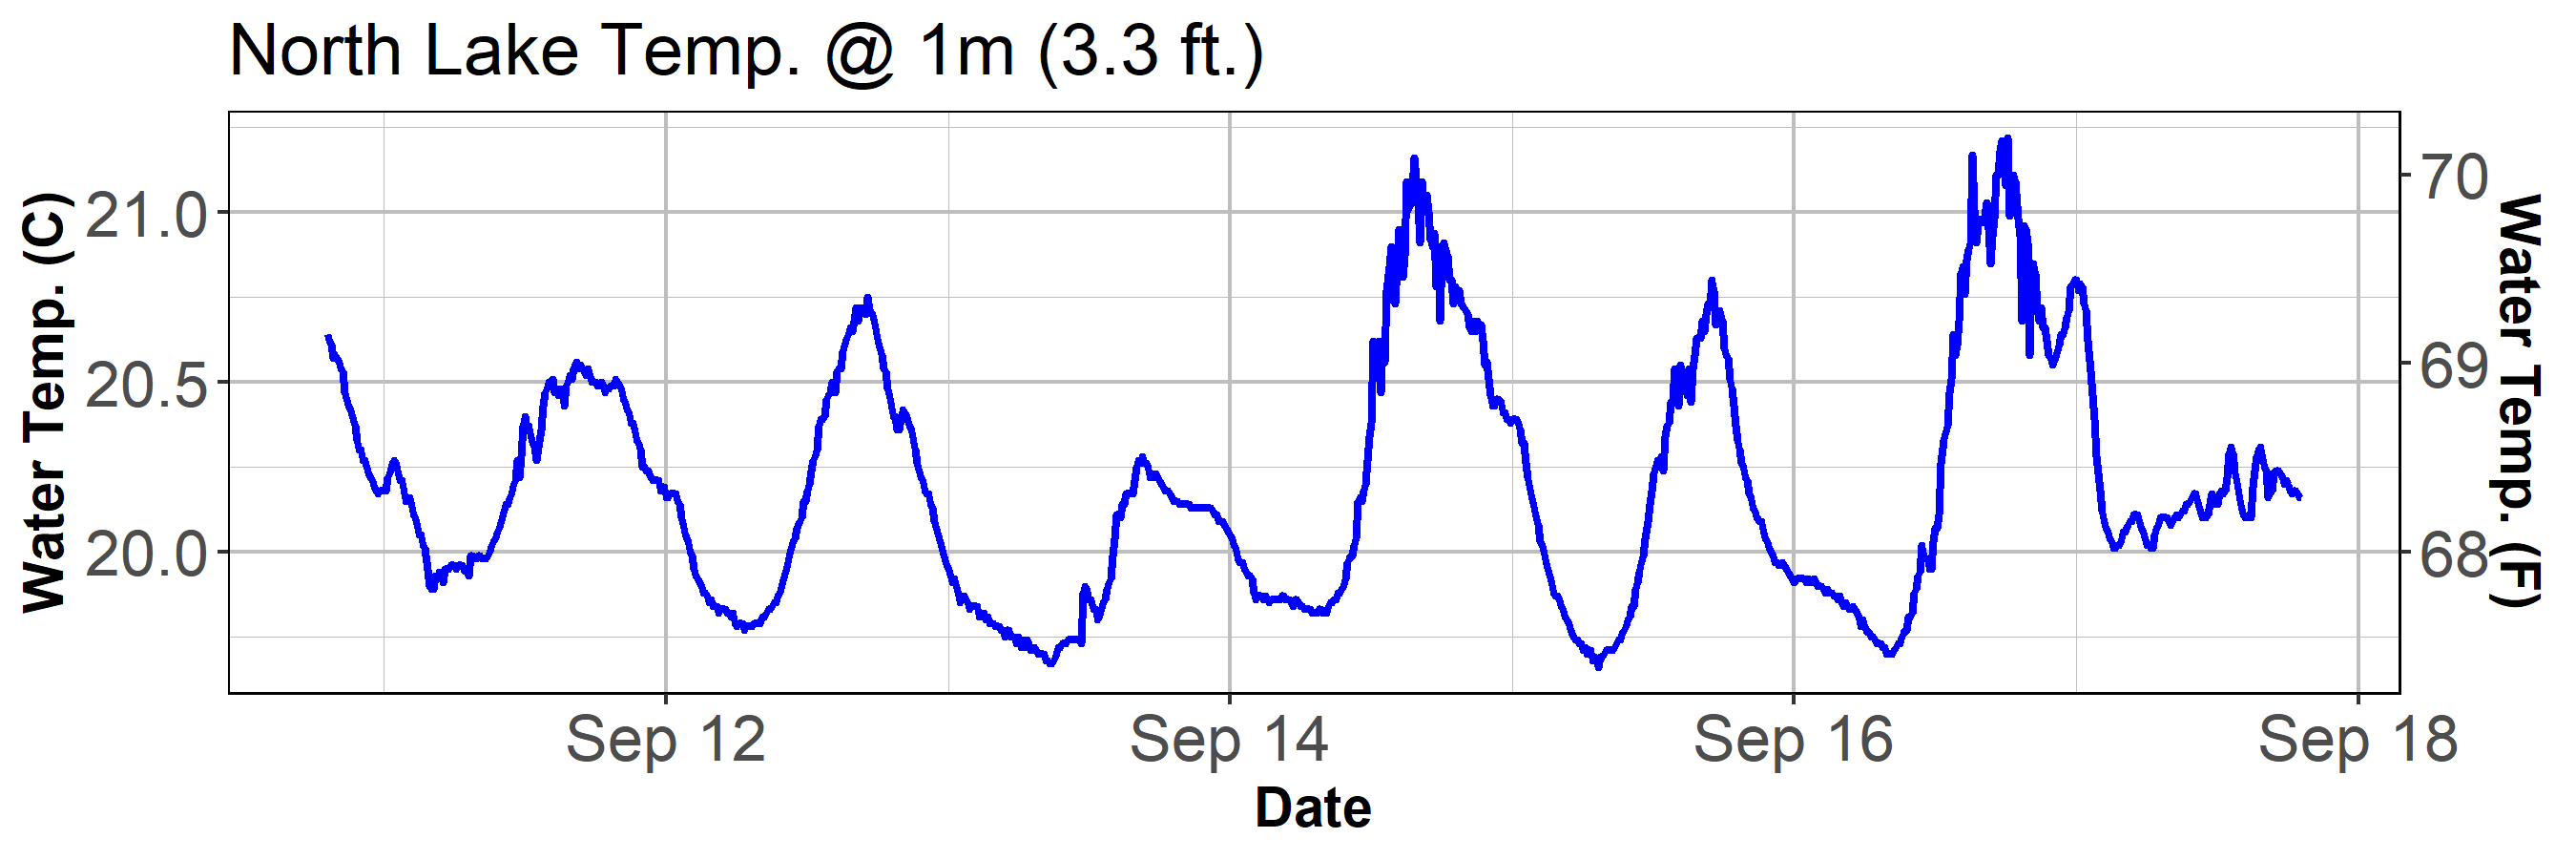 North Lake Temp. @ 1m (3.3 ft.)
Water Temp. (C)
21.0
20.5
20.0
70
69
68
Water Temp. (F)
Sep 12
Sep 14
Sep 16
Sep 18
Date